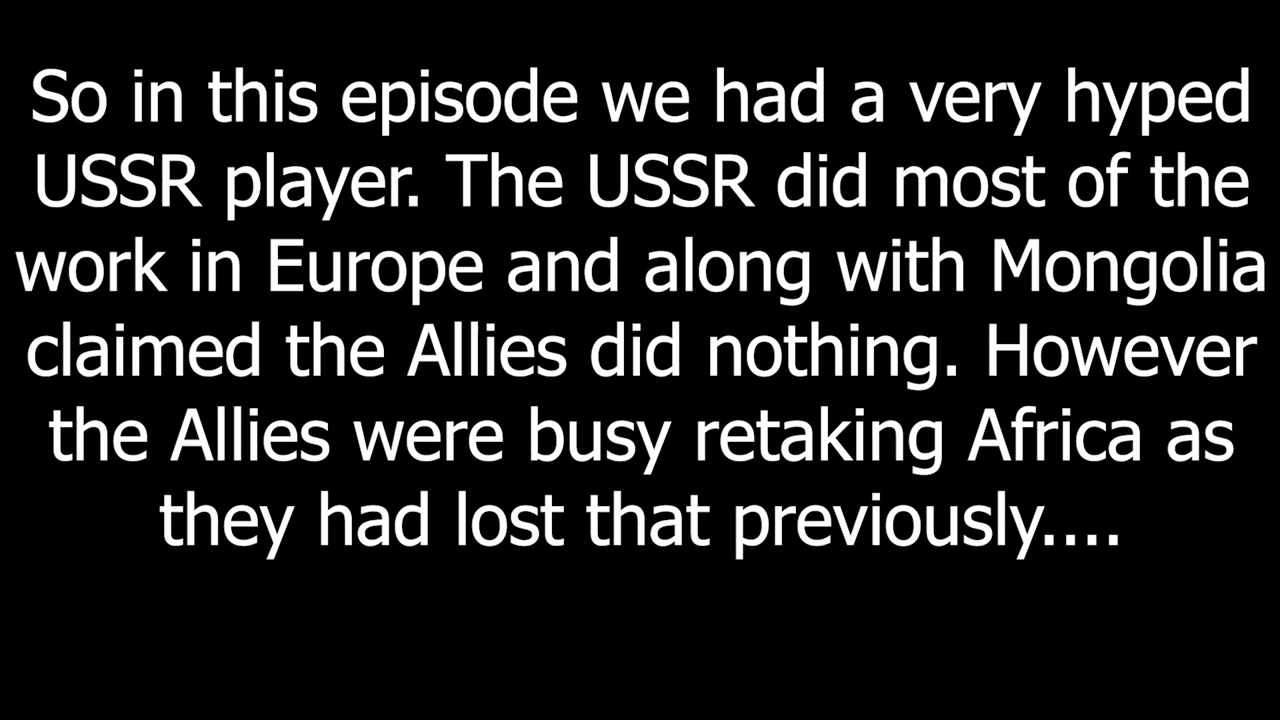 So in this episode we had a very hyped
USSR player. The USSR did most of the
work in Europe and along with Mongolia
claimed the Allies did nothing. However
the Allies were busy retaking Africa as
they had lost that previously....